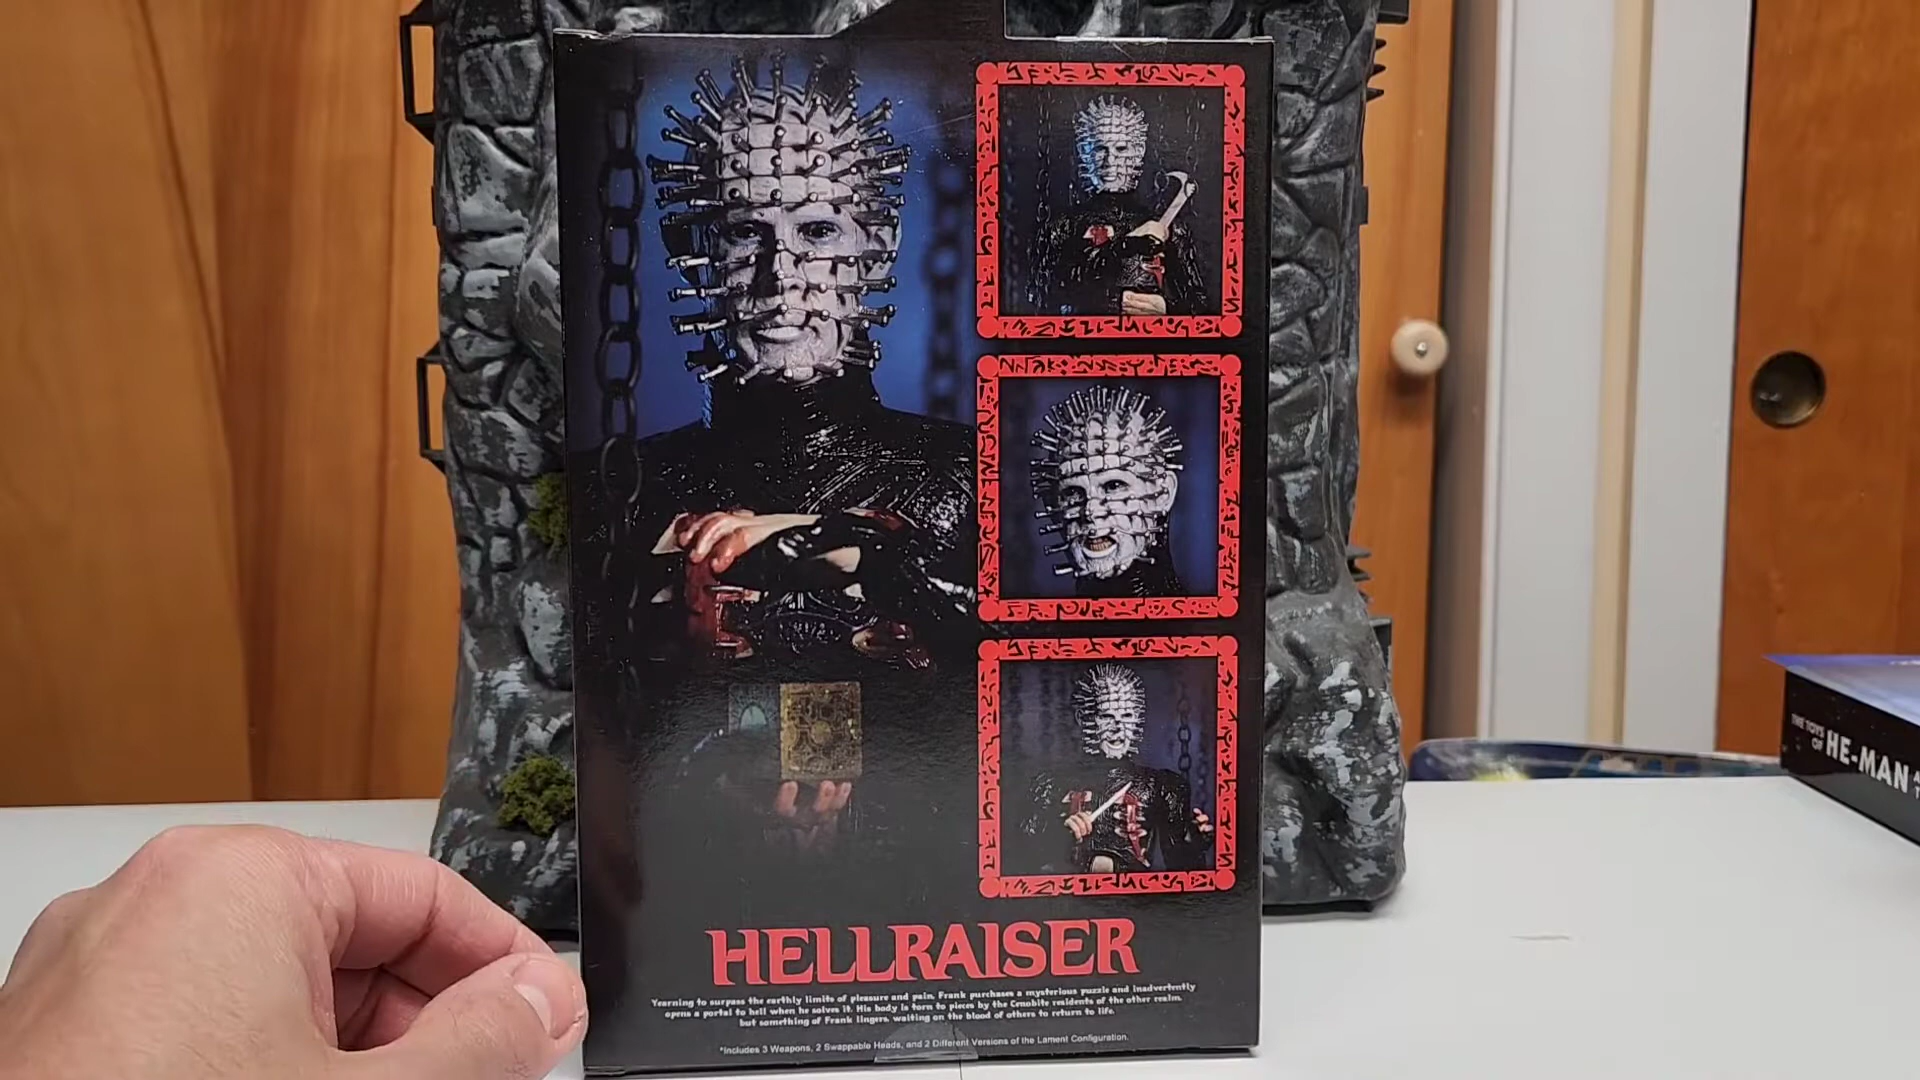 HELLRAISER
Yearning to surpass the earthly limits of pleasure and pain, Frank purchases a mysterious puzzle and inadvertently
opens a portal to hell when he solves it. His body is torn to pieces by the Cenobite residents of the other realm,
but something of Frank lingers, waiting on the blood of others to return to life.
*Includes 3 Weapons, 2 Swappable Heads, and 2 Different Versions of the Lament Configuration.
THE TOYS
OF HE-MAN